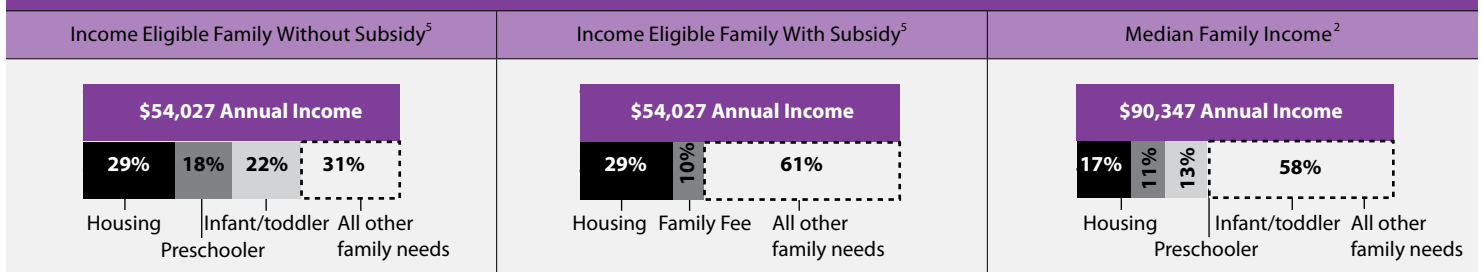 Income Eligible Family Without Subsidy⁵
Income Eligible Family With Subsidy⁵
Median Family Income²
$54,027 Annual Income
29% 18% 22% 31%
Housing
Preschooler
Infant/toddler
All other
family needs
$54,027 Annual Income
29% 10% 61%
Housing
Family Fee
All other
family needs
$90,347 Annual Income
17% 11% 13% 58%
Housing
Preschooler
Infant/toddler
All other
family needs